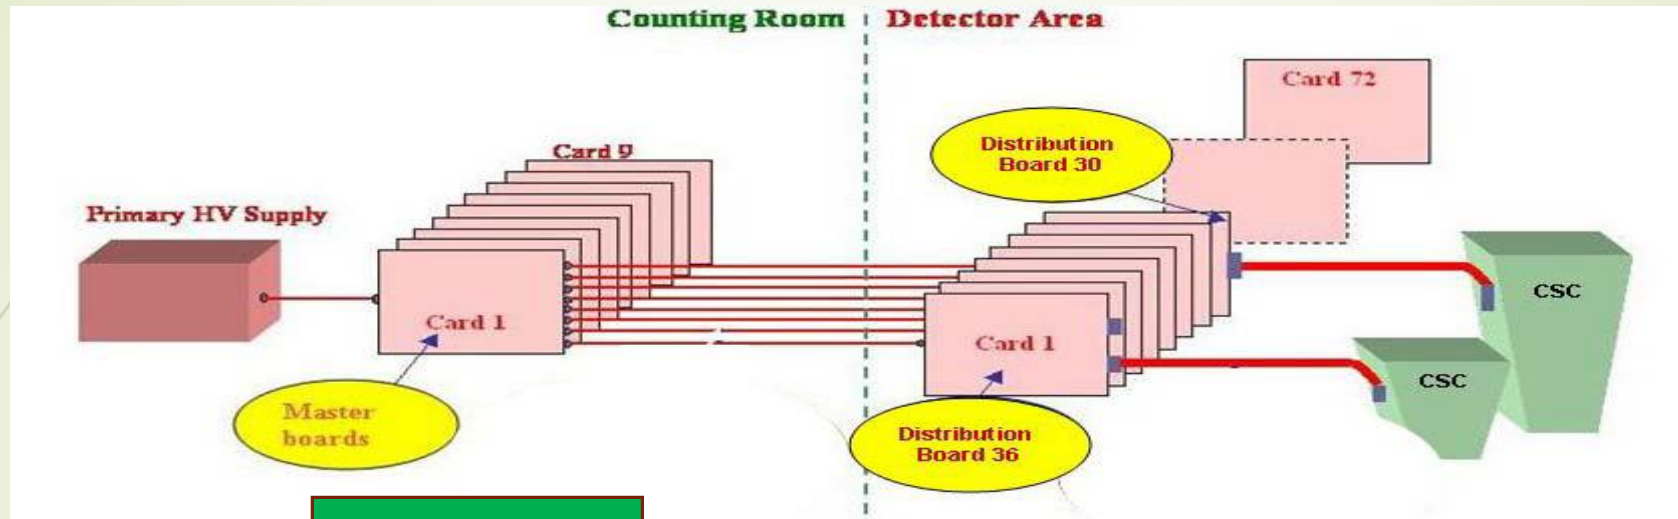 Counting Room
Detector Area
Card 72
Distribution
Board 30
Card 9
Primary HV Supply
CSC
Card 1
Card 1
CSC
Master
boards
Distribution
Board 36